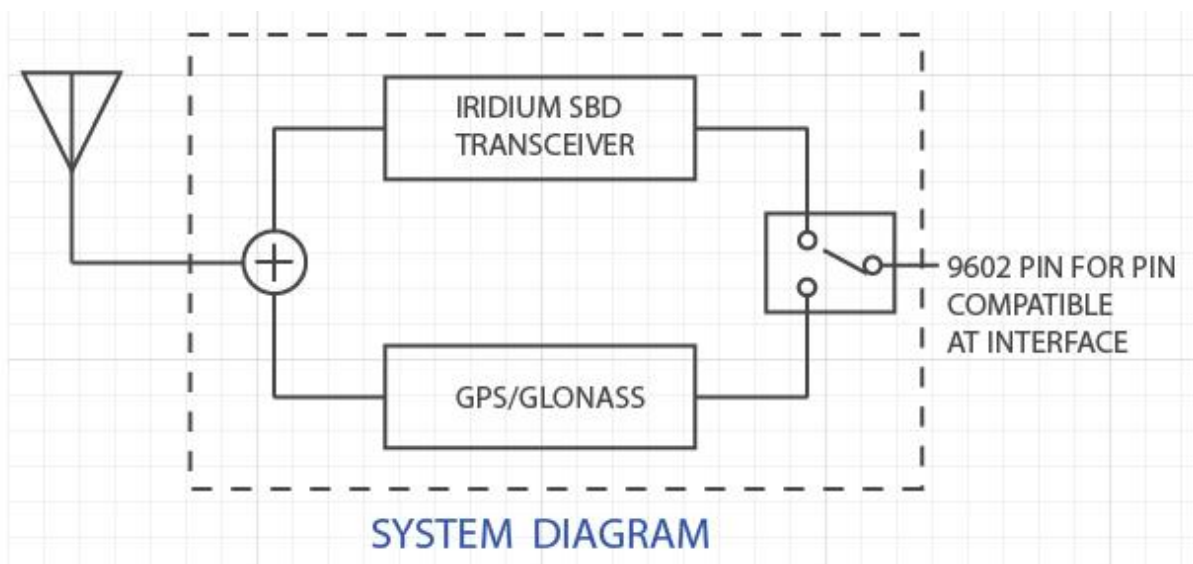 IRIDIUM SBD
TRANSCEIVER
9602 PIN FOR PIN
COMPATIBLE
AT INTERFACE
GPS/GLONASS
SYSTEM DIAGRAM